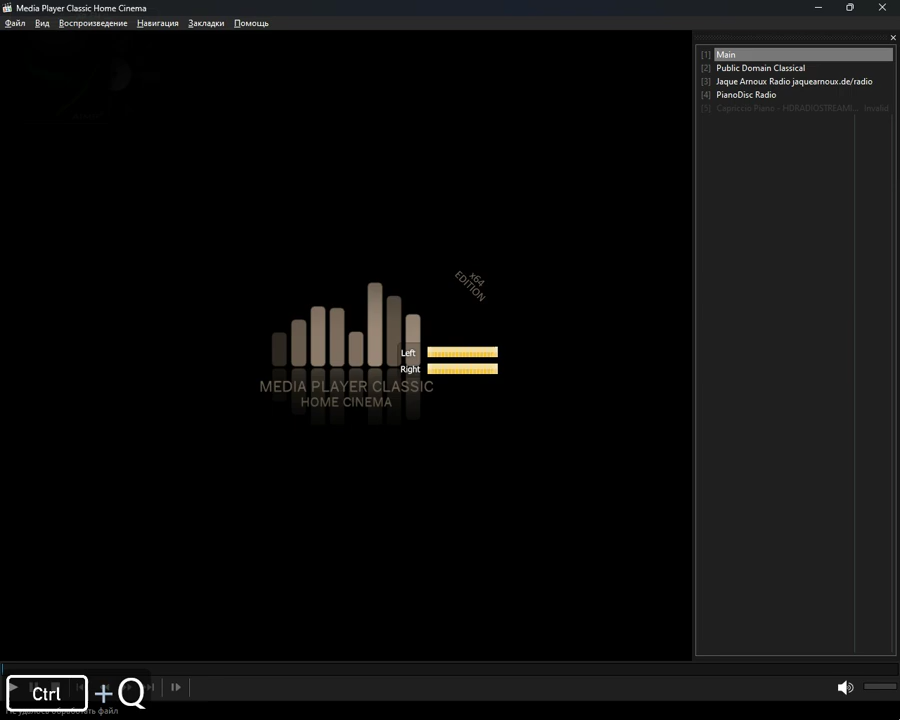 Media Player Classic Home Cinema
Файл Вид Воспроизведение Навигация Закладки Помощь
[1] Main
[2] Public Domain Classical
[3] Jaque Arnoux Radio jaquearnoux.de/radio
[4] PianoDisc Radio
[5] Capriccio Piano - HDRADIOSTREAM(... Invalid
x64
EDITION
Left
Right
MEDIA PLAYER CLASSIC
HOME CINEMA
Ctrl +Q
Не удалось обработать файл